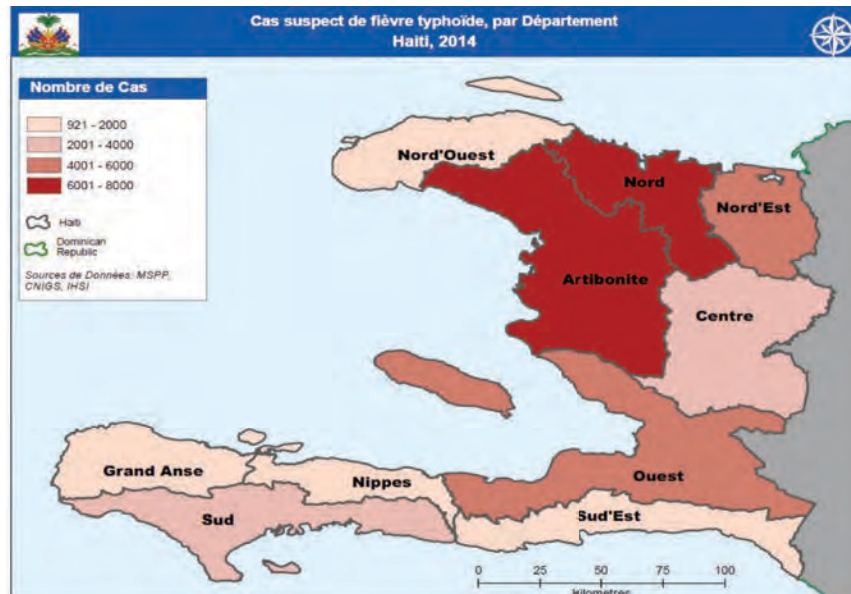 Cas suspect de fièvre typhoïde, par Département
Haiti, 2014
Nombre de Cas
921 - 2000
2001 - 4000
4001 - 6000
6001 - 8000
Haiti
Dominican
Republic
Sources de Données: MSPP,
CNIGS, IHSI
Nord'Ouest
Nord
Nord'Est
Artibonite
Centre
Grand Anse
Nippes
Ouest
Sud
Sud'Est
0 25 50 75 100
kilometres